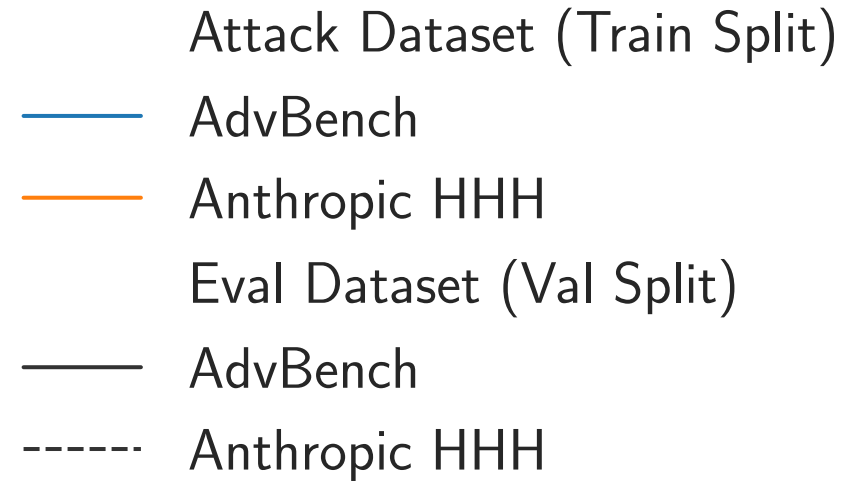 Attack Dataset (Train Split)
AdvBench
Anthropic HHH
Eval Dataset (Val Split)
AdvBench
Anthropic HHH